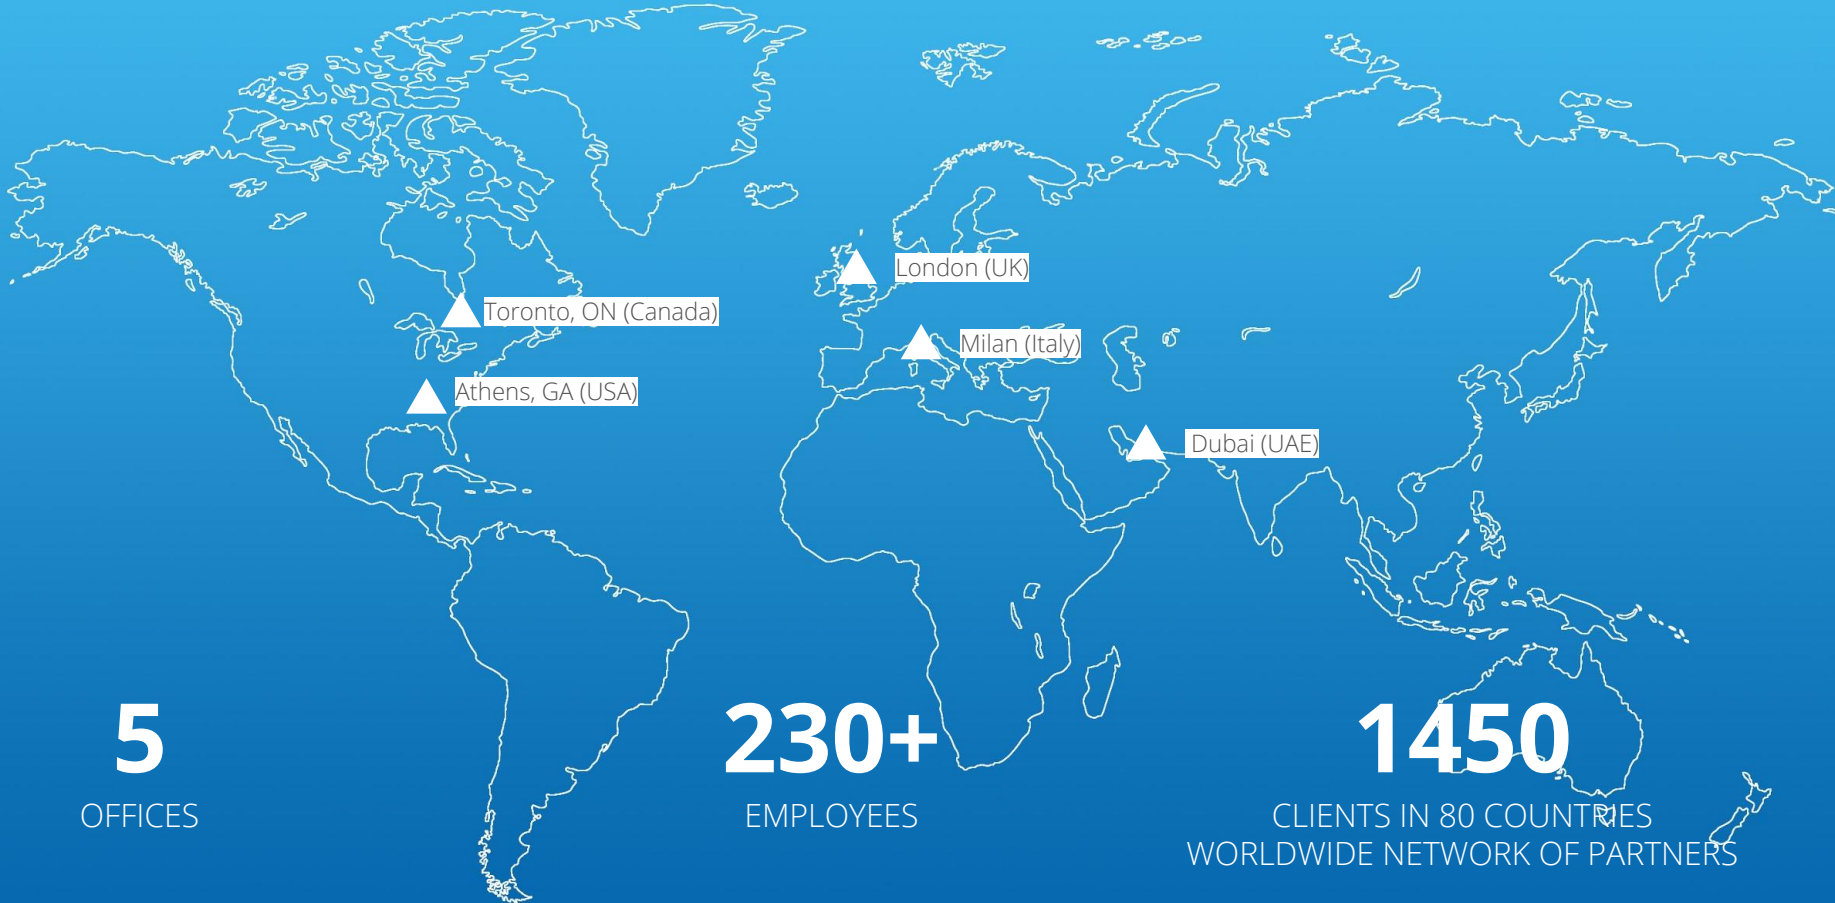 London (UK)
Toronto, ON (Canada)
Milan (Italy)
Athens, GA (USA)
Dubai (UAE)
5
OFFICES
230+
EMPLOYEES
1450
CLIENTS IN 80 COUNTRIES
WORLDWIDE NETWORK OF PARTNERS